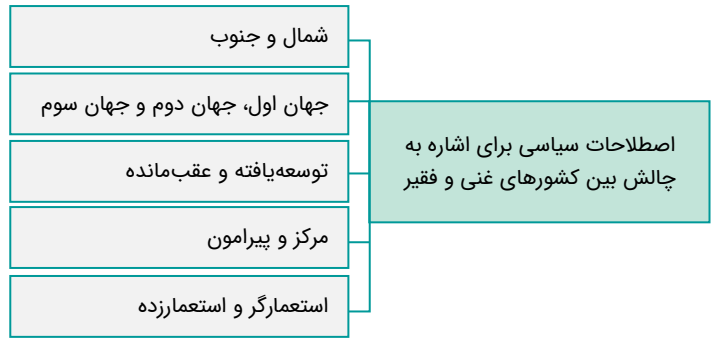 اصطلاحات سیاسی برای اشاره به
چالش بین کشورهای غنی و فقیر
شمال و جنوب
جهان اول، جهان دوم و جهان سوم
توسعه‌یافته و عقب‌مانده
مرکز و پیرامون
استعمارگر و استعمارزده